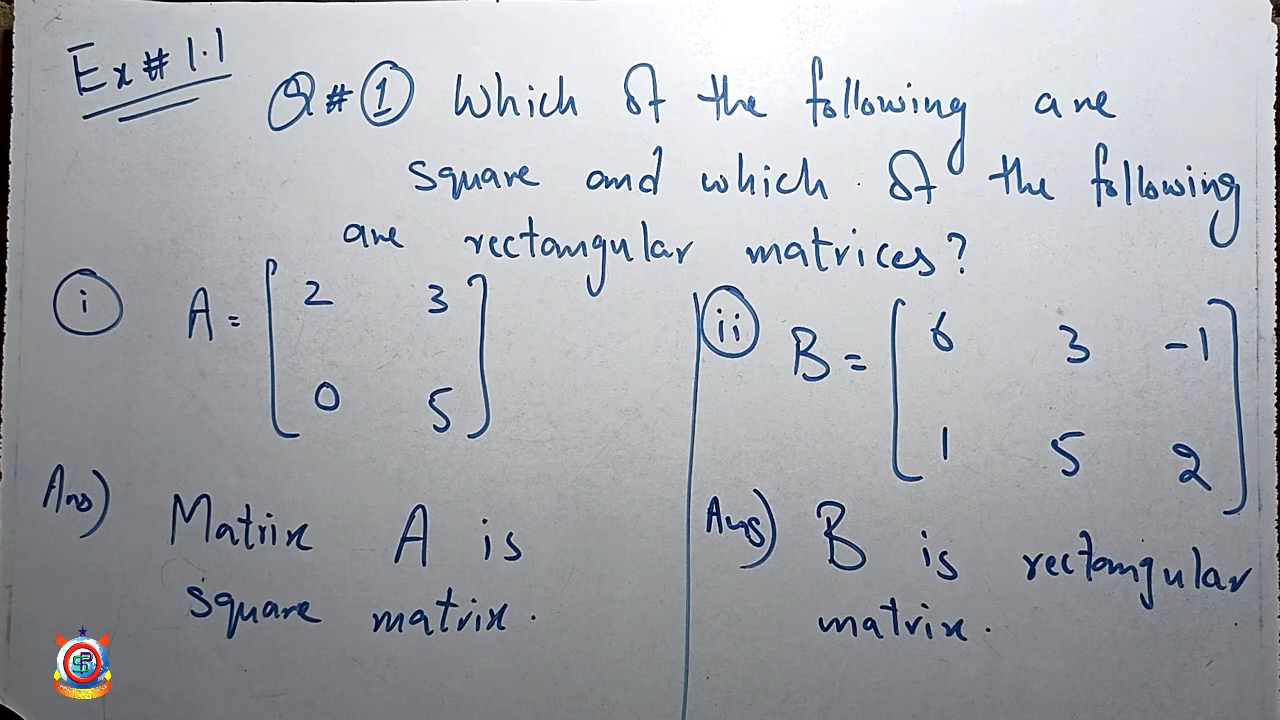 Ex # 1.1
Q # 1 Which of the following are
square and which of the following
are rectangular matrices?
i A = [ 2 3
0 5 ]
ii B = [ 6 3 -1
1 5 2 ]
Ans) Matrix A is
square matrix.
Ans) B is rectangular
matrix.